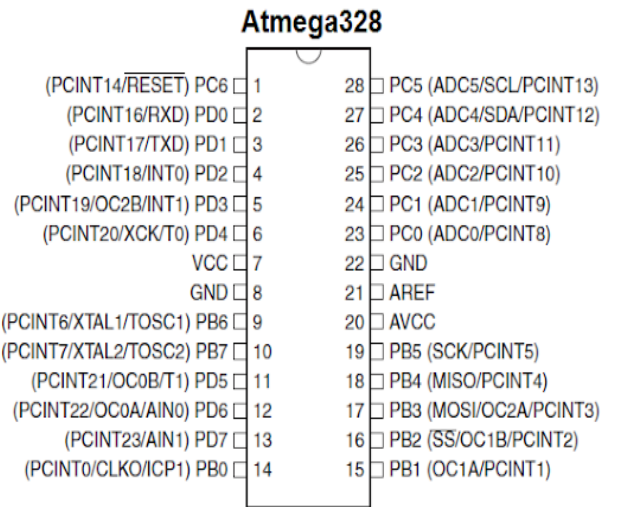 Atmega328
(PCINT14/RESET) PC6 1 28 PC5 (ADC5/SCL/PCINT13)
(PCINT16/RXD) PD0 2 27 PC4 (ADC4/SDA/PCINT12)
(PCINT17/TXD) PD1 3 26 PC3 (ADC3/PCINT11)
(PCINT18/INT0) PD2 4 25 PC2 (ADC2/PCINT10)
(PCINT19/OC2B/INT1) PD3 5 24 PC1 (ADC1/PCINT9)
(PCINT20/XCK/T0) PD4 6 23 PC0 (ADC0/PCINT8)
VCC 7 22 GND
GND 8 21 AREF
(PCINT6/XTAL1/TOSC1) PB6 9 20 AVCC
(PCINT7/XTAL2/TOSC2) PB7 10 19 PB5 (SCK/PCINT5)
(PCINT21/OC0B/T1) PD5 11 18 PB4 (MISO/PCINT4)
(PCINT22/OC0A/AIN0) PD6 12 17 PB3 (MOSI/OC2A/PCINT3)
(PCINT23/AIN1) PD7 13 16 PB2 (SS/OC1B/PCINT2)
(PCINT0/CLKO/ICP1) PB0 14 15 PB1 (OC1A/PCINT1)